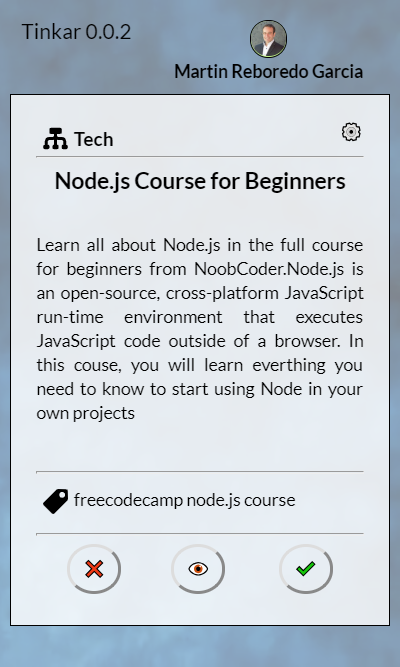 Tinkar 0.0.2
Martin Reboredo Garcia
Tech
Node.js Course for Beginners
Learn all about Node.js in the full course
for beginners from NoobCoder.Node.js is
an open-source, cross-platform JavaScript
run-time environment that executes
JavaScript code outside of a browser. In
this couse, you will learn everthing you
need to know to start using Node in your
own projects
freecodecamp node.js course